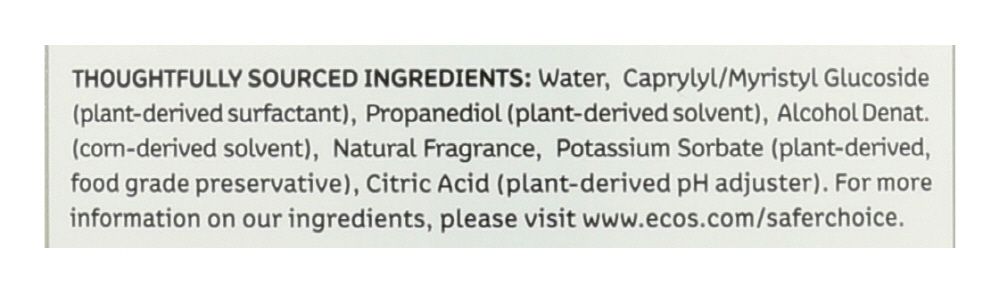 THOUGHTFULLY SOURCED INGREDIENTS: Water, Caprylyl/Myristyl Glucoside
(plant-derived surfactant), Propanediol (plant-derived solvent), Alcohol Denat.
(corn-derived solvent), Natural Fragrance, Potassium Sorbate (plant-derived,
food grade preservative), Citric Acid (plant-derived pH adjuster). For more
information on our ingredients, please visit www.ecos.com/saferchoice.